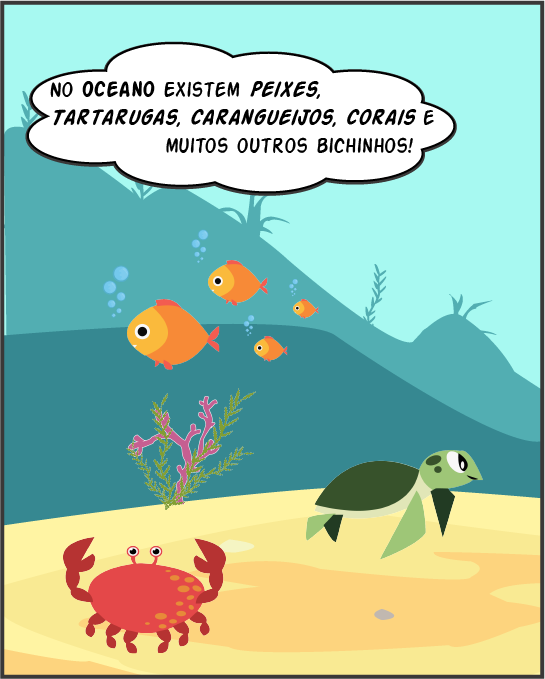 NO OCEANO EXISTEM PEIXES,
TARTARUGAS, CARANGUEIJOS, CORAIS E
MUITOS OUTROS BICHINHOS!